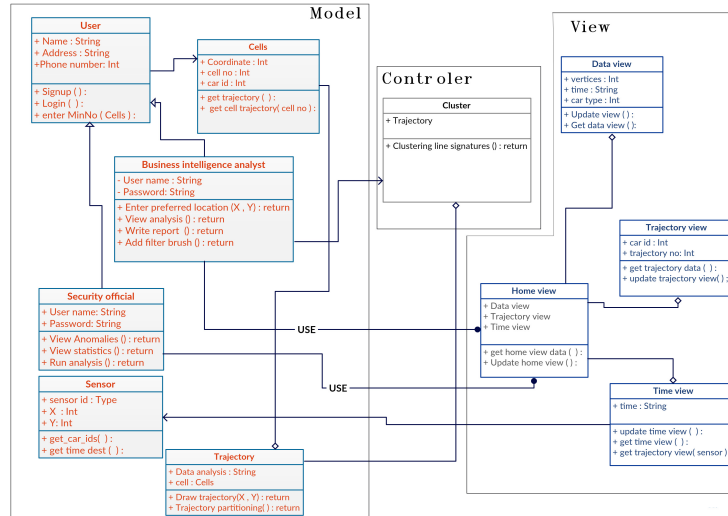 Model
User
+ Name : String
+ Address : String
+Phone number: Int
+ Signup ( ) :
+ Login ( ) :
+ enter MinNo ( Cells ) :
Cells
+ Coordinate : Int
+ cell no : Int
+ car id : Int
+ get trajectory ( ) :
+ get cell trajectory( cell no ) :
Business intelligence analyst
- User name : String
- Password: String
+ Enter preferred location (X , Y) : return
+ View analysis () : return
+ Write report () : return
+ Add filter brush () : return
Security official
+ User name: String
+ Password: String
+ View Anomalies () : return
+ View statistics () : return
+ Run analysis () : return
Sensor
+ sensor id : Type
+ X : Int
+ Y: Int
+ get_car_ids( ) :
+ get time dest ( ) :
Trajectory
+ Data analysis : String
+ cell : Cells
+ Draw trajectory(X , Y) : return
+ Trajectory partitioning( ) : return
USE
USE
Controler
Cluster
+ Trajectory
+ Clustering line signatures () : return
View
Data view
+ vertices : Int
+ time : String
+ car type : Int
+ Update view ( ) :
+ Get data view ( ):
Trajectory view
+ car id : Int
+ trajectory no: Int
+ get trajectory data ( ) :
+ update trajectory view( ) :
Home view
+ Data view
+ Trajectory view
+ Time view
+ get home view data ( ) :
+ Update home view ( ) :
Time view
+ time : String
+ update time view ( ) :
+ get time view ( ) :
+ get trajectory view( sensor )